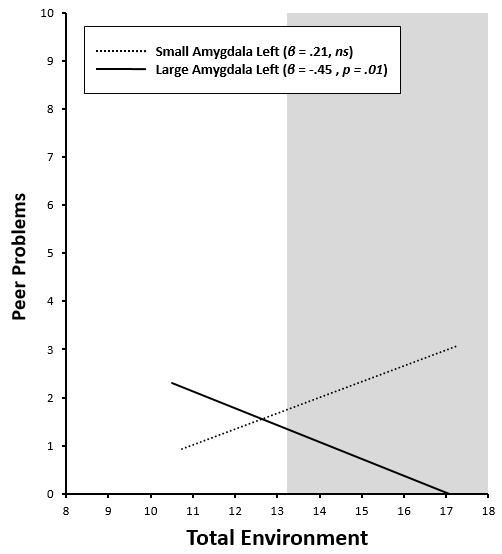 10
9
8
7
6
5
4
3
2
1
0
Peer Problems
Small Amygdala Left (β = .21, ns)
Large Amygdala Left (β = -.45 , p = .01)
8 9 10 11 12 13 14 15 16 17 18
Total Environment